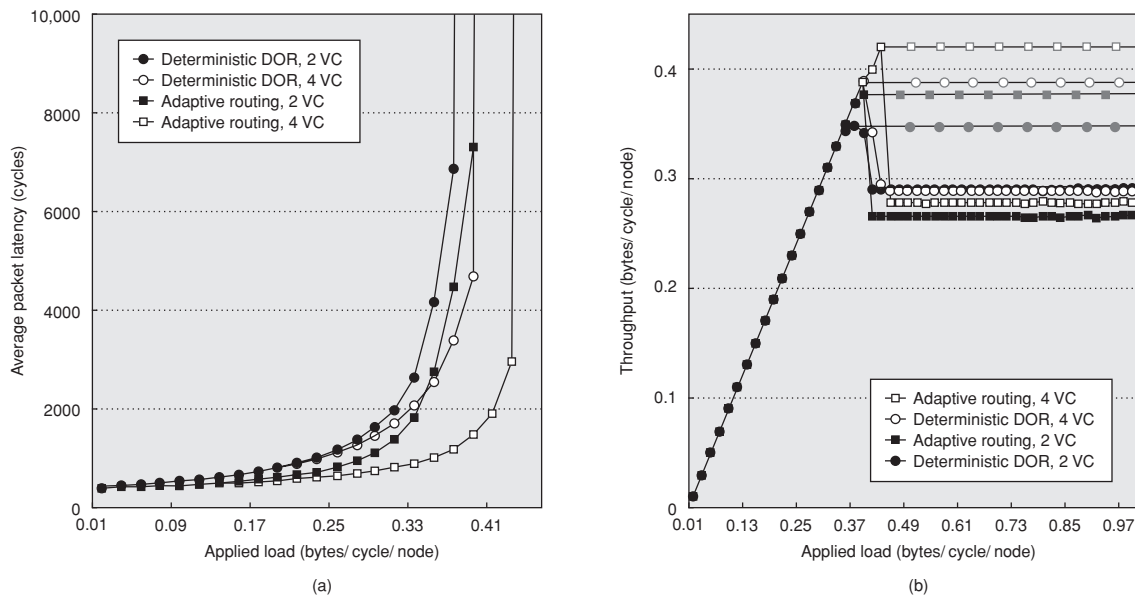 10,000
8000
6000
4000
2000
0
Average packet latency (cycles)
Deterministic DOR, 2 VC
Deterministic DOR, 4 VC
Adaptive routing, 2 VC
Adaptive routing, 4 VC
0.01 0.09 0.17 0.25 0.33 0.41
Applied load (bytes/ cycle/ node)
(a)
0.4
0.3
0.2
0.1
0
Throughput (bytes/ cycle/ node)
Adaptive routing, 4 VC
Deterministic DOR, 4 VC
Adaptive routing, 2 VC
Deterministic DOR, 2 VC
0.01 0.13 0.25 0.37 0.49 0.61 0.73 0.85 0.97
Applied load (bytes/ cycle/ node)
(b)